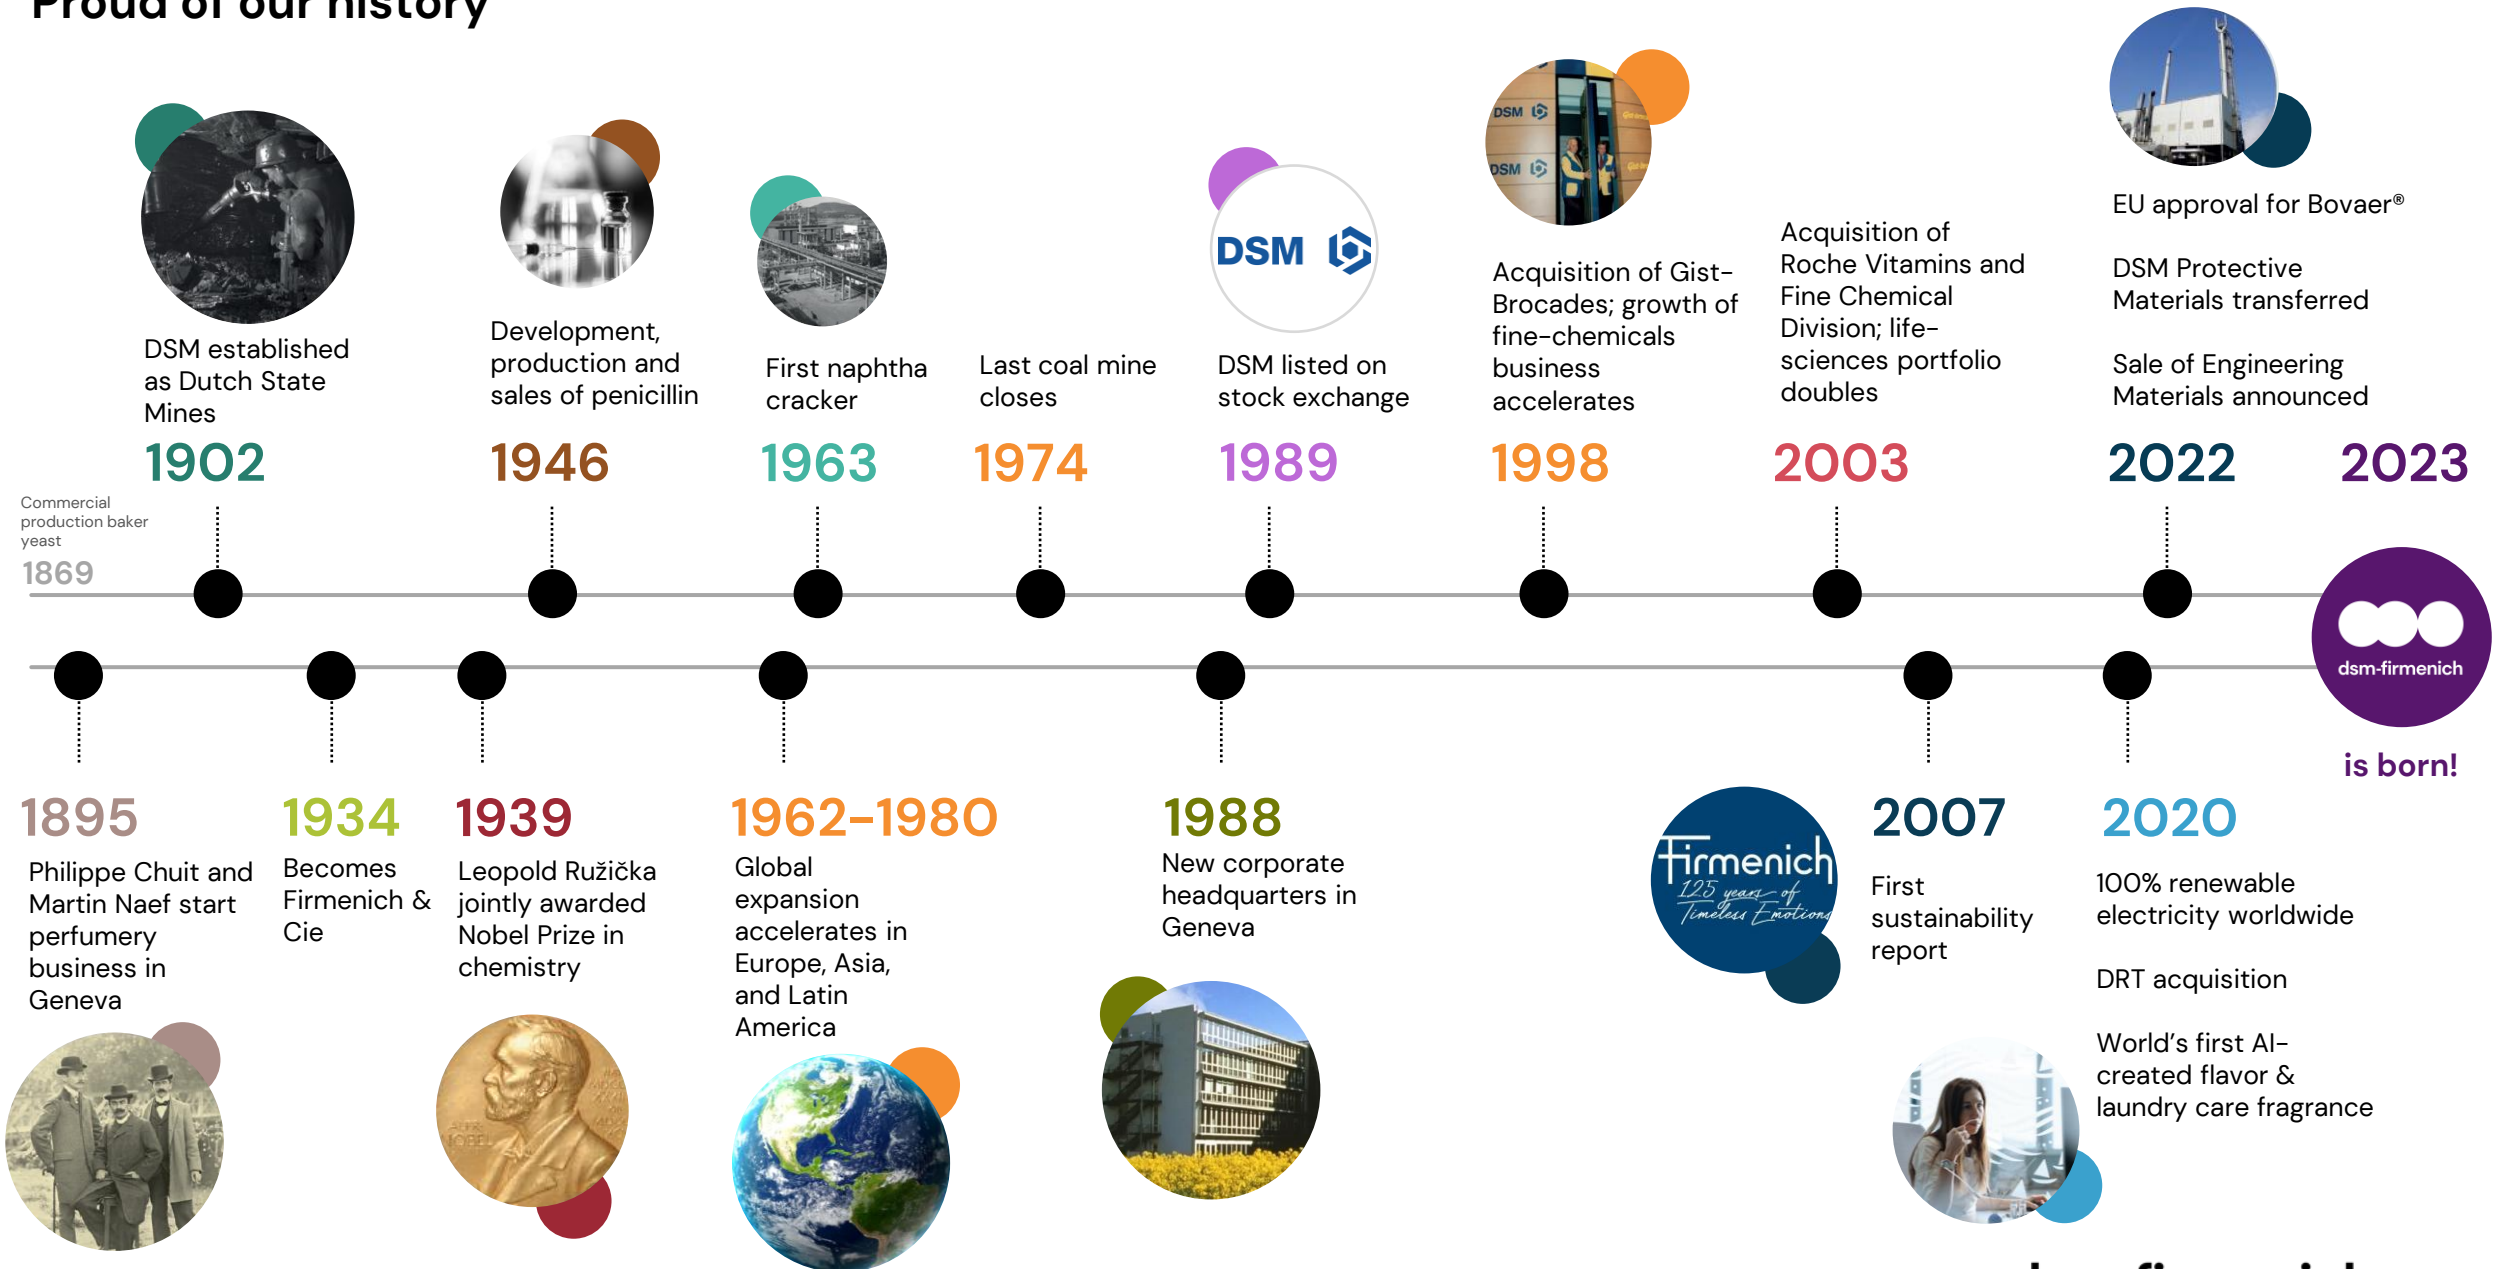 Proud of our history
DSM established
as Dutch State
Mines
1902
Development,
production and
sales of penicillin
1946
First naphtha
cracker
1963
Last coal mine
closes
1974
DSM
DSM listed on
stock exchange
1989
DSM
DSM
Acquisition of Gist-
Brocades; growth of
fine-chemicals
business
accelerates
1998
Acquisition of
Roche Vitamins and
Fine Chemical
Division; life-
sciences portfolio
doubles
2003
EU approval for Bovaer®
DSM Protective
Materials transferred
Sale of Engineering
Materials announced
2022
2023
Commercial
production baker
yeast
1869
dsm-firmenich
is born!
1895
Philippe Chuit and
Martin Naef start
perfumery
business in
Geneva
1934
Becomes
Firmenich &
Cie
1939
Leopold Ružička
jointly awarded
Nobel Prize in
chemistry
1962–1980
Global
expansion
accelerates in
Europe, Asia,
and Latin
America
1988
New corporate
headquarters in
Geneva
Firmenich
125 years of
Timeless Emotions
2007
First
sustainability
report
2020
100% renewable
electricity worldwide
DRT acquisition
World's first AI-
created flavor &
laundry care fragrance